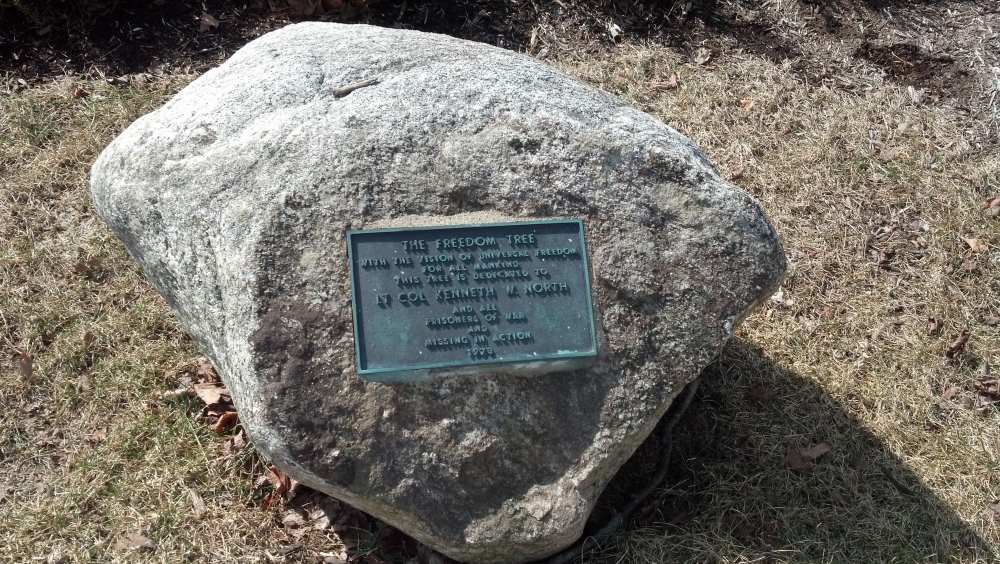 THE FREEDOM TREE
WITH THE VISION OF UNIVERSAL FREEDOM
FOR ALL MANKIND
THIS TREE IS DEDICATED TO
LT COL KENNETH W. NORTH
AND ALL
PRISONERS OF WAR
AND
MISSING IN ACTION